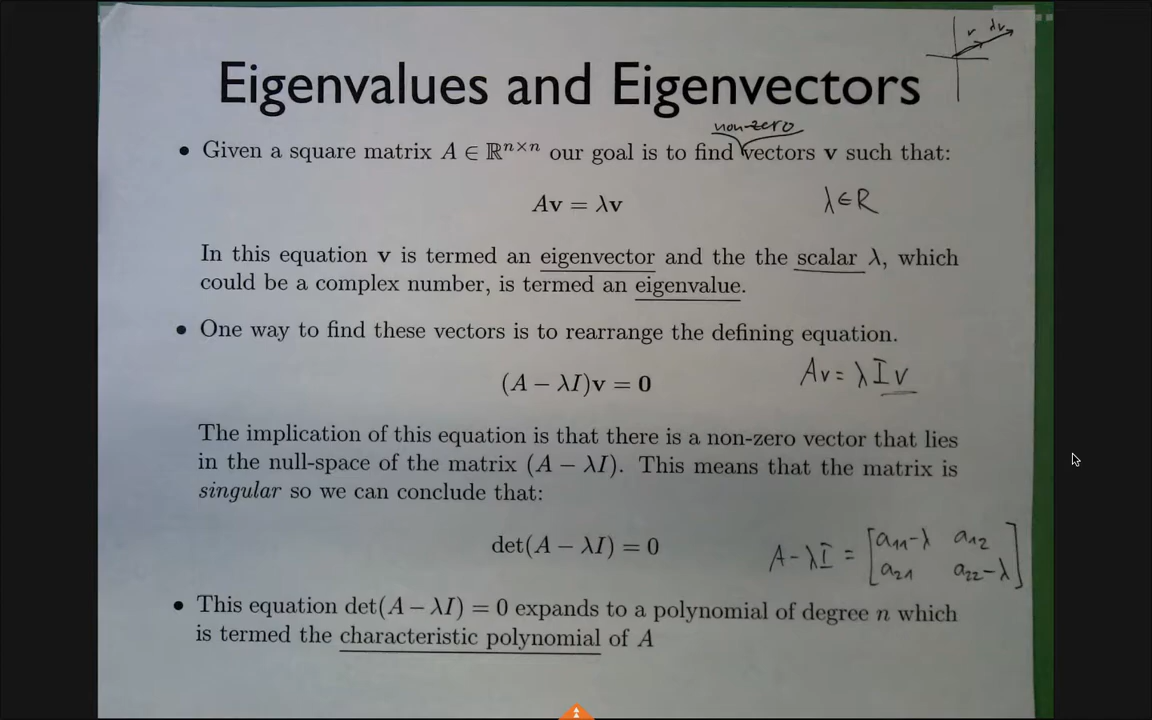 v λv
Eigenvalues and Eigenvectors
non-zero
• Given a square matrix A ∈ ℝⁿˣⁿ our goal is to find vectors v such that:
Av = λv λ∈R
In this equation v is termed an eigenvector and the the scalar λ, which
could be a complex number, is termed an eigenvalue.
• One way to find these vectors is to rearrange the defining equation.
(A − λI)v = 0 Av = λIv
The implication of this equation is that there is a non-zero vector that lies
in the null-space of the matrix (A − λI). This means that the matrix is
singular so we can conclude that:
det(A − λI) = 0 A-λI = [a₁₁-λ a₁₂
a₂₁ a₂₂-λ]
• This equation det(A − λI) = 0 expands to a polynomial of degree n which
is termed the characteristic polynomial of A